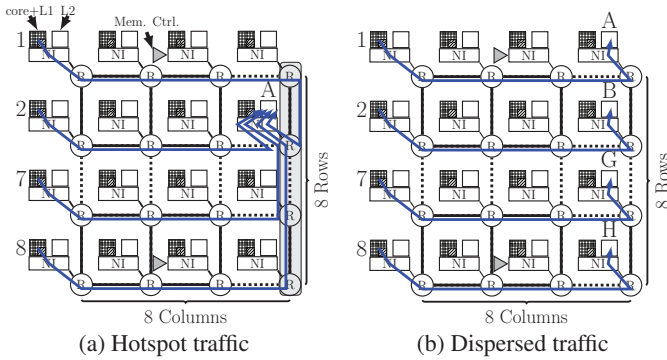 core+L1 L2 Mem. Ctrl.
1 NI NI NI NI
R R R R
A
2 NI NI NI
R R R R
7 NI NI NI NI
R R R R
8 NI NI NI NI
R R R R
8 Rows
8 Columns
(a) Hotspot traffic
A
1 NI NI NI NI
R R R R
B
2 NI NI NI NI
R R R R
G
7 NI NI NI NI
R R R R
H
8 NI NI NI NI
R R R R
8 Rows
8 Columns
(b) Dispersed traffic